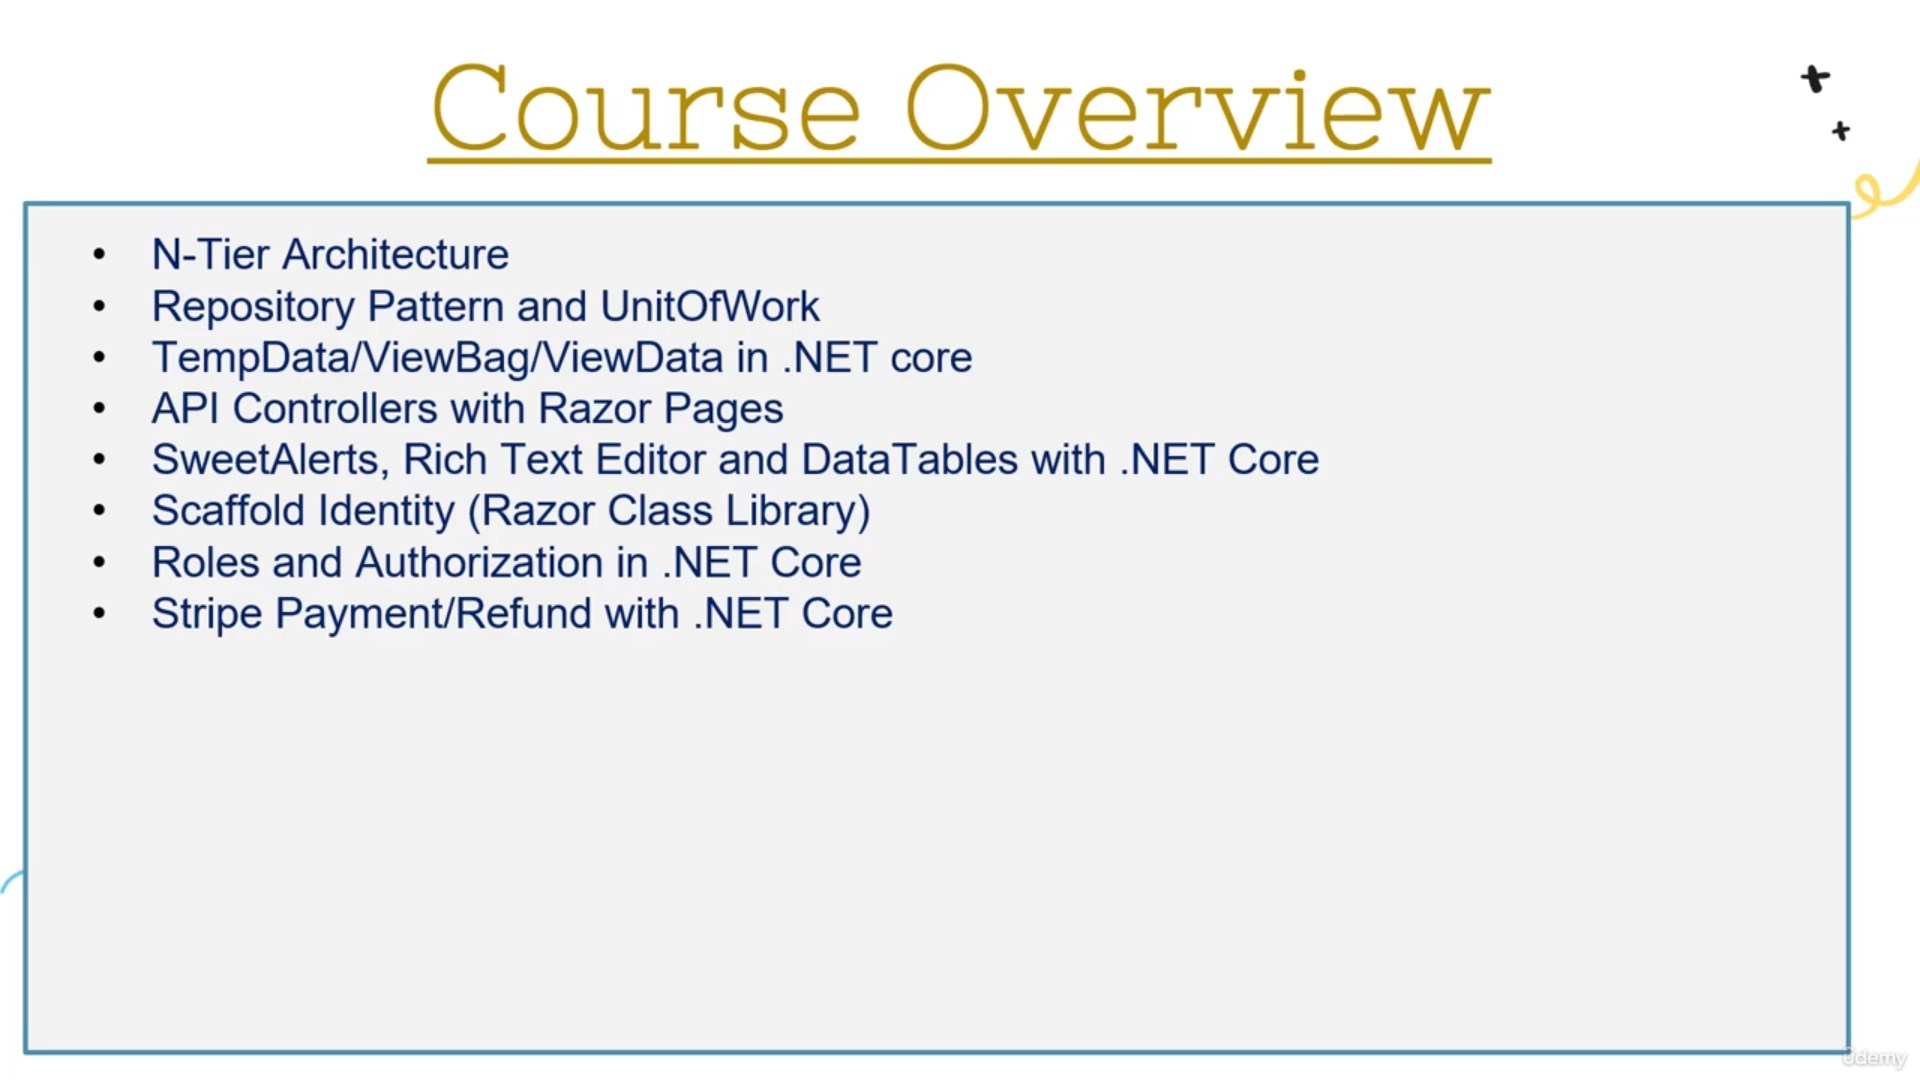 Course Overview
• N-Tier Architecture
• Repository Pattern and UnitOfWork
• TempData/ViewBag/ViewData in .NET core
• API Controllers with Razor Pages
• SweetAlerts, Rich Text Editor and DataTables with .NET Core
• Scaffold Identity (Razor Class Library)
• Roles and Authorization in .NET Core
• Stripe Payment/Refund with .NET Core
ûdemy